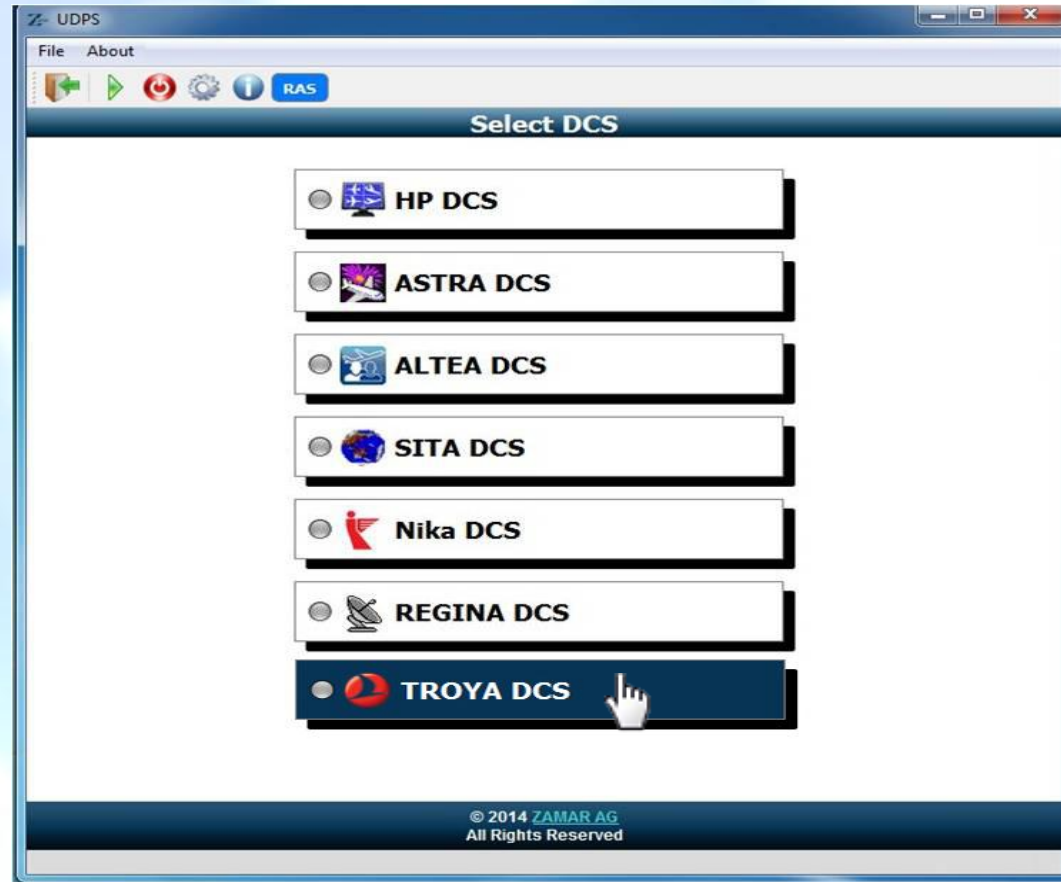 UDPS
File About
RAS
Select DCS
HP DCS
ASTRA DCS
ALTEA DCS
SITA DCS
Nika DCS
REGINA DCS
TROYA DCS
© 2014 ZAMAR AG
All Rights Reserved